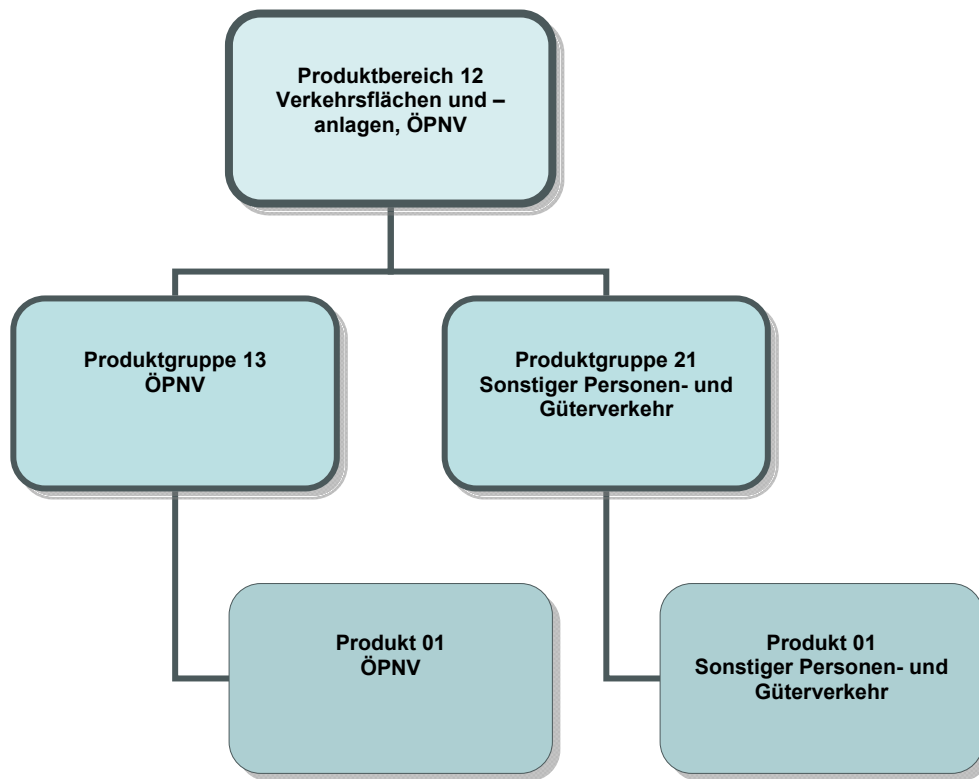 Produktbereich 12
Verkehrsflächen und –
anlagen, ÖPNV
Produktgruppe 13
ÖPNV
Produktgruppe 21
Sonstiger Personen- und
Güterverkehr
Produkt 01
ÖPNV
Produkt 01
Sonstiger Personen- und
Güterverkehr